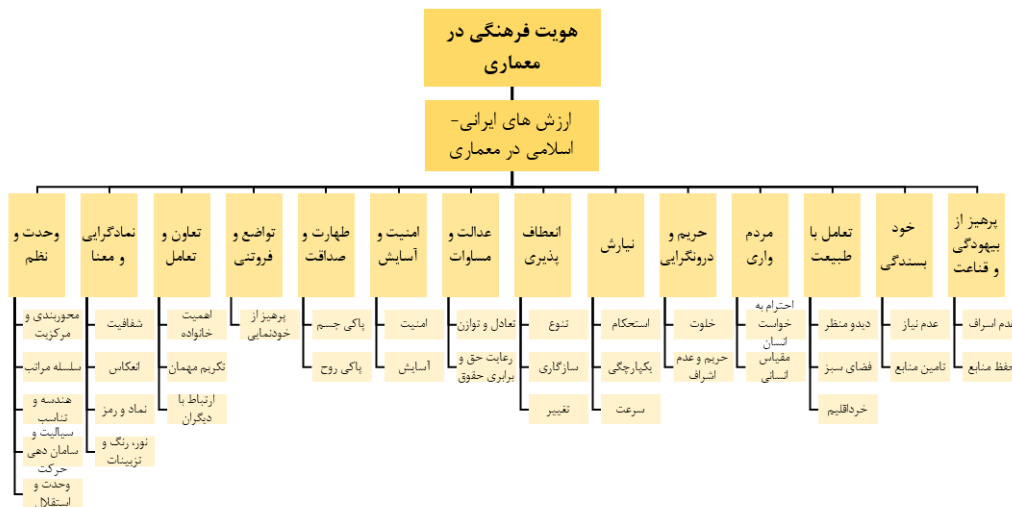 هویت فرهنگی در
معماری
ارزش های ایرانی-
اسلامی در معماری
پرهیز از
بیهودگی
و قناعت
عدم اسراف
حفظ منابع
خود
بسندگی
عدم نیاز
تامین منابع
تعامل با
طبیعت
دیدو منظر
فضای سبز
خرداقلیم
مردم
واری
احترام به
خواست
انسان
مقیاس
انسانی
حریم و
درونگرایی
خلوت
حریم و عدم
اشراف
نیارش
استحکام
یکپارچگی
سرعت
انعطاف
پذیری
تنوع
سازگاری
تغییر
عدالت و
مساوات
تعادل و توازن
رعایت حق و
برابری حقوق
امنیت و
آسایش
امنیت
آسایش
طهارت و
صداقت
پاکی جسم
پاکی روح
تواضع و
فروتنی
پرهیز از
خودنمایی
تعاون و
تعامل
اهمیت
خانواده
تکریم مهمان
ارتباط با
دیگران
نمادگرایی
و معنا
شفافیت
انعکاس
نماد و رمز
نور، رنگ و
تزیینات
وحدت و
نظم
محوربندی و
مرکزیت
سلسله مراتب
هندسه و
تناسب
سیالیت و
سامان دهی
حرکت
وحدت و
استقلال